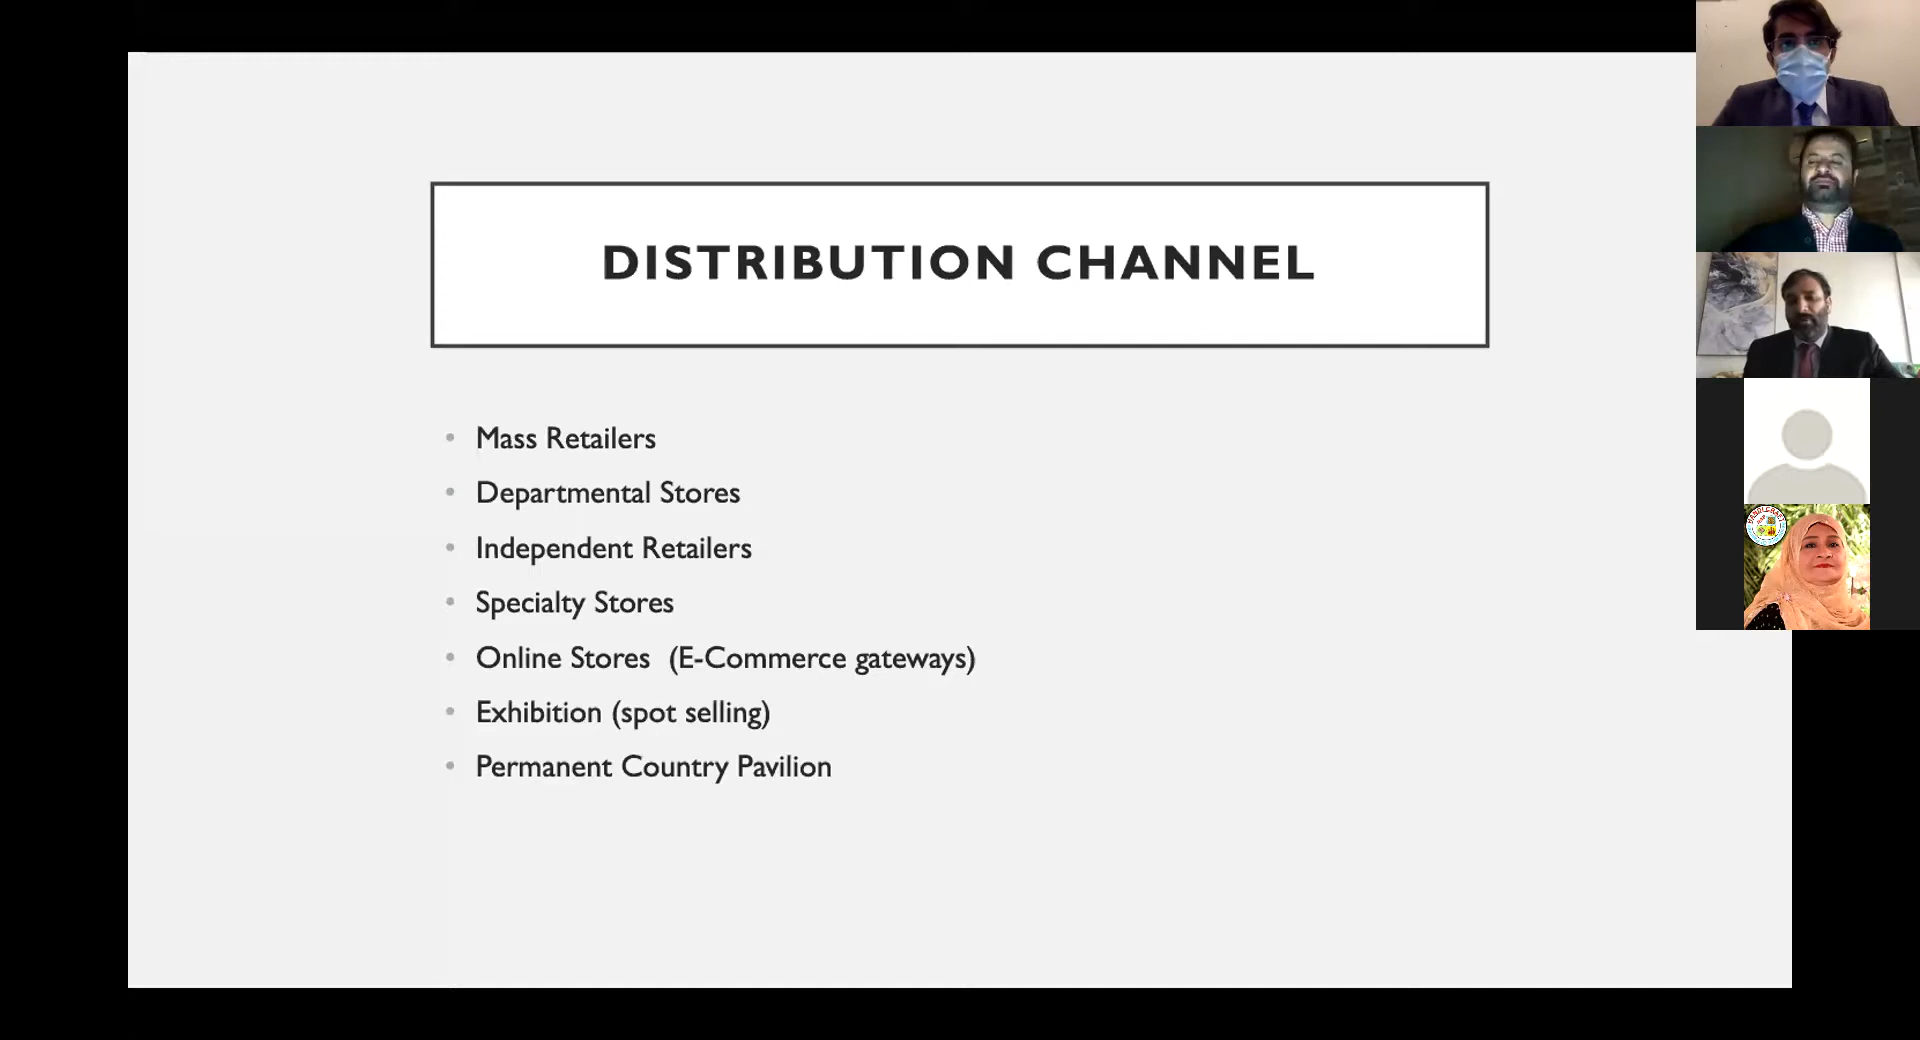 DISTRIBUTION CHANNEL
• Mass Retailers
• Departmental Stores
• Independent Retailers
• Specialty Stores
• Online Stores  (E-Commerce gateways)
• Exhibition (spot selling)
• Permanent Country Pavilion